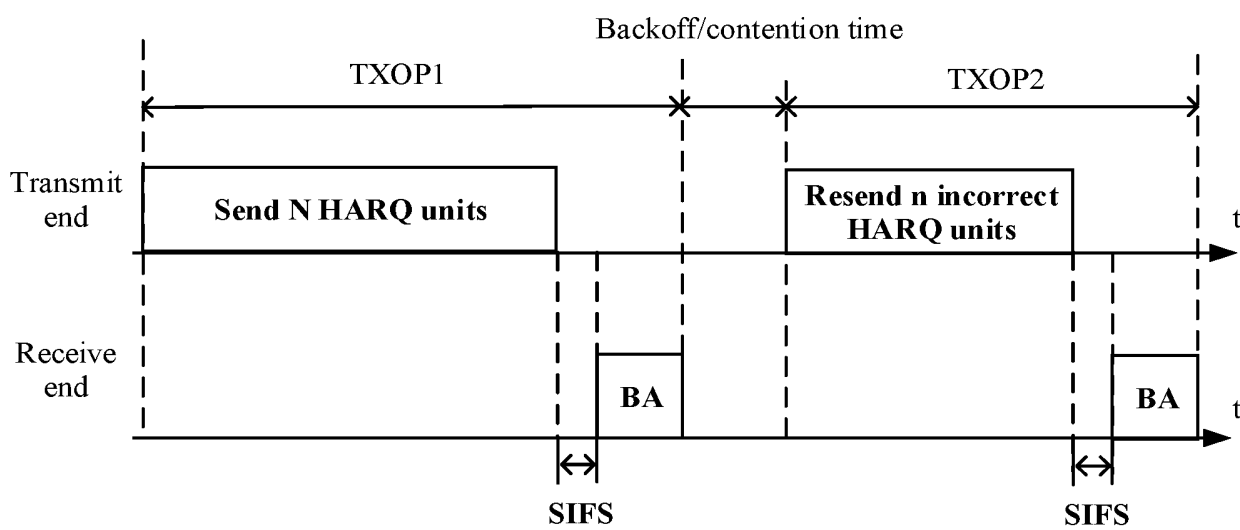 Backoff/contention time
TXOP1
TXOP2
Transmit
end
Send N HARQ units
Resend n incorrect
HARQ units
t
Receive
end
BA
BA
t
SIFS
SIFS